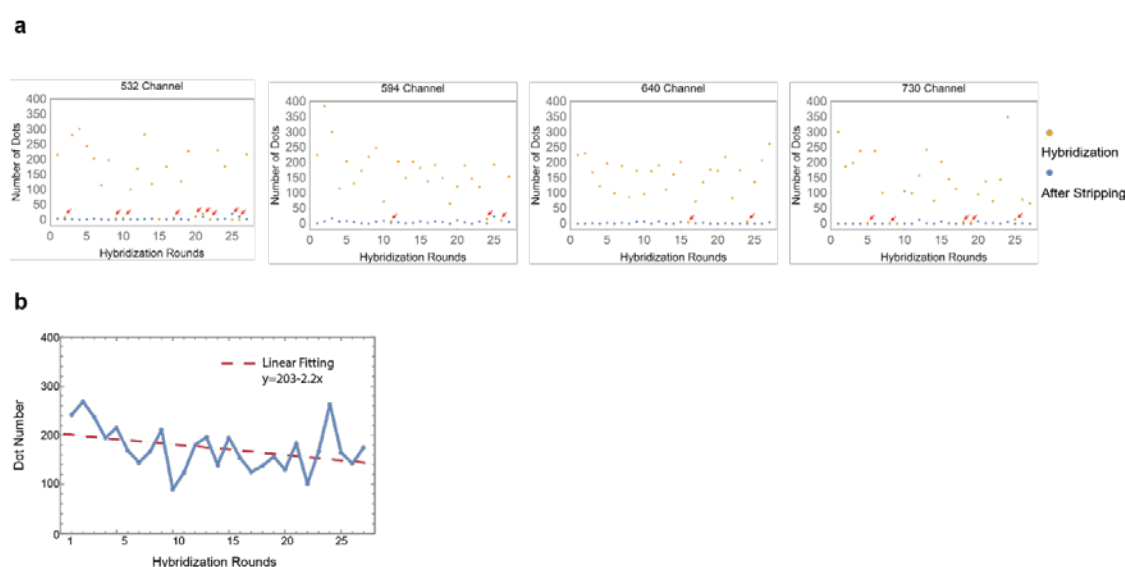 a
532 Channel
594 Channel
640 Channel
730 Channel
Number of Dots
400
350
300
250
200
150
100
50
0
0 5 10 15 20 25
Hybridization Rounds
Number of Dots
400
350
300
250
200
150
100
50
0
0 5 10 15 20 25
Hybridization Rounds
Number of Dots
400
350
300
250
200
150
100
50
0
0 5 10 15 20 25
Hybridization Rounds
Number of Dots
400
350
300
250
200
150
100
50
0
0 5 10 15 20 25
Hybridization Rounds
Hybridization
After Stripping
b
Dot Number
400
300
200
100
0
1 5 10 15 20 25
Hybridization Rounds
Linear Fitting
y=203-2.2x